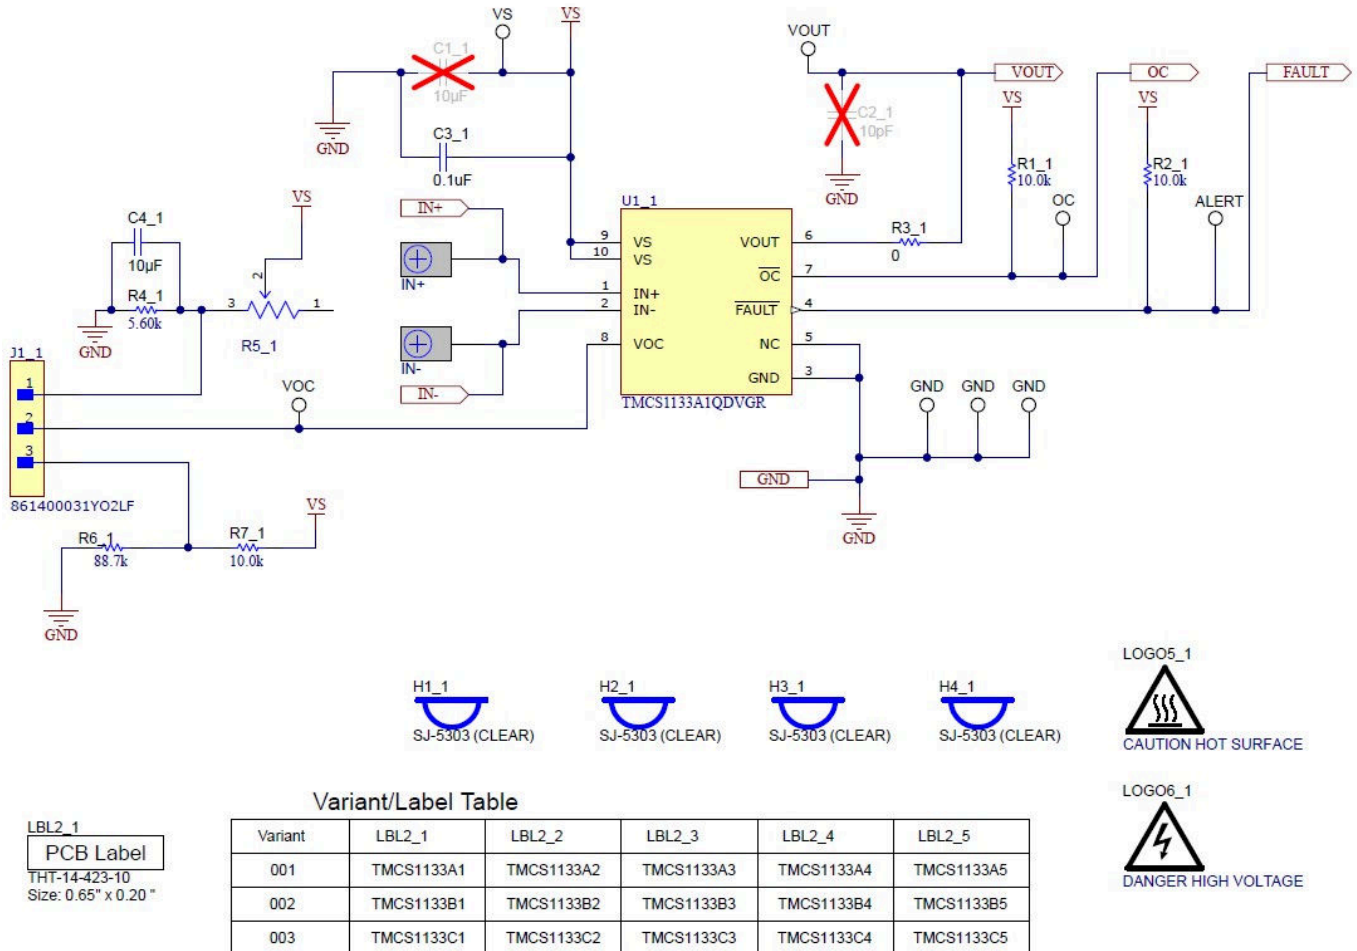 VS
VS
C1_1
10µF
GND
C3_1
0.1uF
VOUT
VOUT
OC
FAULT
C2_1
10pF
GND
VS
R1_1
10.0k
VS
R2_1
10.0k
OC
ALERT
VS
C4_1
10µF
R4_1
5.60k
GND
2
3
1
R5_1
IN+
IN+
IN-
IN-
U1_1
9
10
1
2
8
VS
VS
IN+
IN-
VOC
VOUT
OC
FAULT
NC
GND
6
7
4
5
3
TMCS1133A1QDVGR
R3_1
0
J1_1
1
2
3
861400031YO2LF
VOC
GND
GND
GND
GND
GND
R6_1
88.7k
R7_1
10.0k
VS
GND
H1_1
SJ-5303 (CLEAR)
H2_1
SJ-5303 (CLEAR)
H3_1
SJ-5303 (CLEAR)
H4_1
SJ-5303 (CLEAR)
LOGO5_1
CAUTION HOT SURFACE
LOGO6_1
DANGER HIGH VOLTAGE
LBL2_1
PCB Label
THT-14-423-10
Size: 0.65" x 0.20 "
Variant/Label Table
Variant LBL2_1 LBL2_2 LBL2_3 LBL2_4 LBL2_5
001 TMCS1133A1 TMCS1133A2 TMCS1133A3 TMCS1133A4 TMCS1133A5
002 TMCS1133B1 TMCS1133B2 TMCS1133B3 TMCS1133B4 TMCS1133B5
003 TMCS1133C1 TMCS1133C2 TMCS1133C3 TMCS1133C4 TMCS1133C5